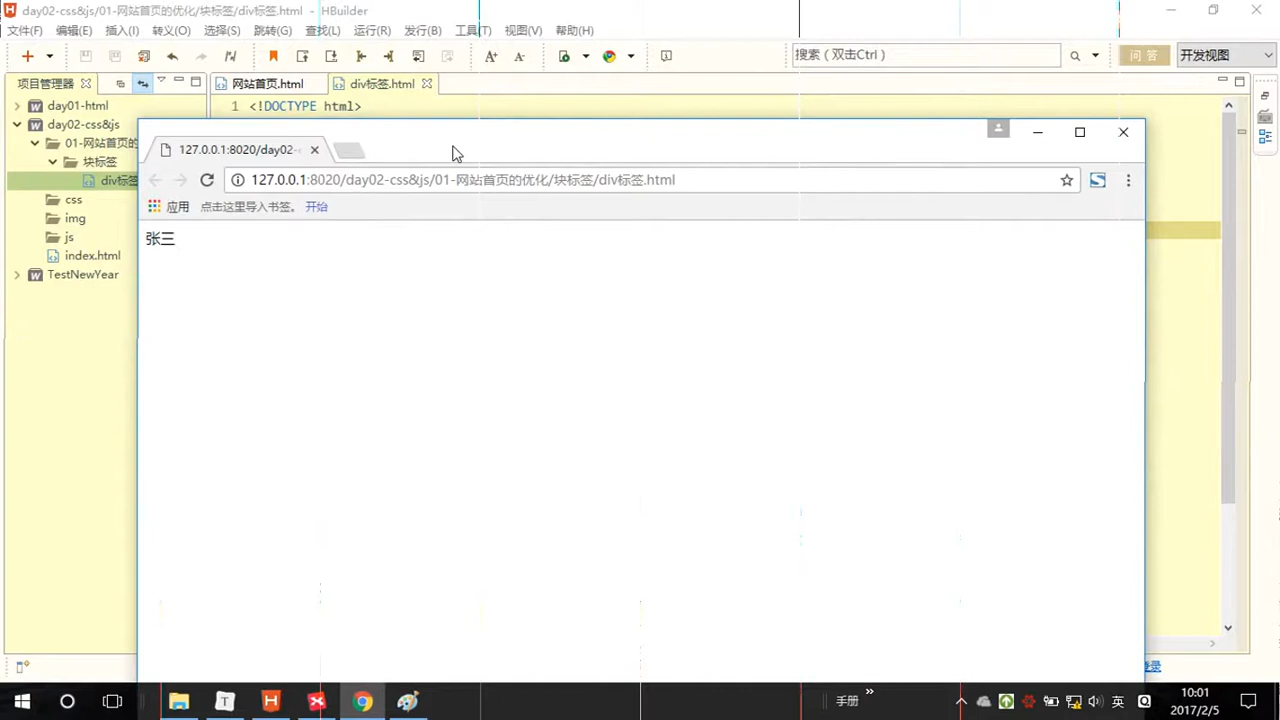 day02-css&js/01-网站首页的优化/块标签/div标签.html - HBuilder
文件(F) 编辑(E) 插入(I) 转义(O) 选择(S) 跳转(G) 查找(L) 运行(R) 发行(B) 工具(T) 视图(V) 帮助(H)
搜索（双击Ctrl） 问答 开发视图
项目管理器 网站首页.html div标签.html
day01-html
1 <!DOCTYPE html>
day02-css&js
01-网站首页的
块标签
div标签
css
img
js
index.html
TestNewYear
127.0.0.1:8020/day02-
127.0.0.1:8020/day02-css&js/01-网站首页的优化/块标签/div标签.html
应用 点击这里导入书签。 开始
张三
登录
手册 » 英 10:01
2017/2/5